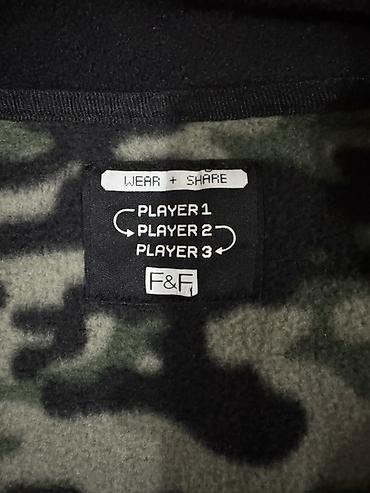 WEAR + SHARE
PLAYER 1
PLAYER 2
PLAYER 3
F&F